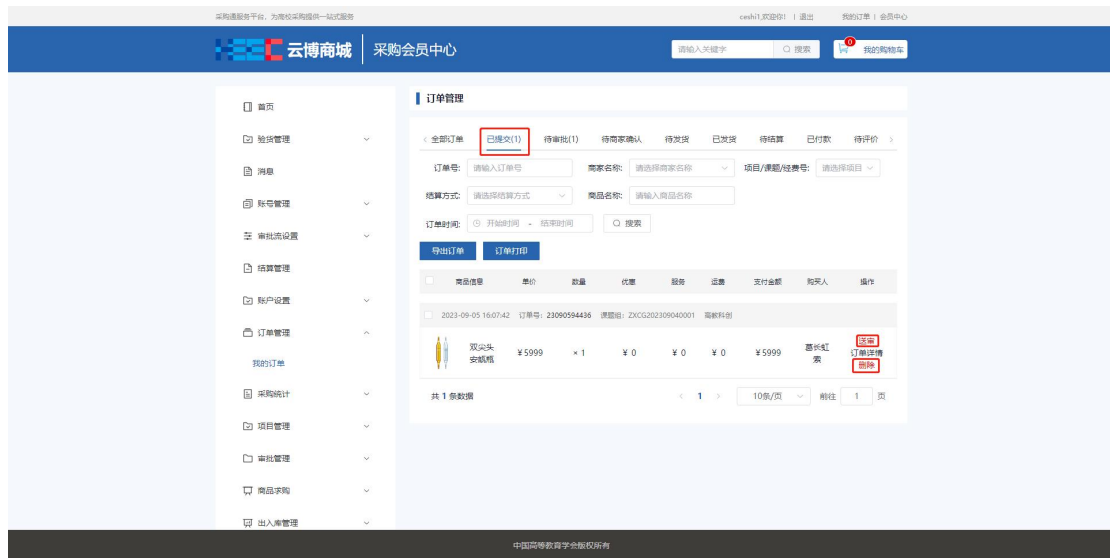 采购通服务平台，为高校采购提供一站式服务
ceshi1,欢迎你! | 退出 我的订单 | 会员中心
云博商城 采购会员中心 请输入关键字 搜索 0 我的购物车
首页
验货管理
消息
账号管理
审批流设置
结算管理
账户设置
订单管理
我的订单
采购统计
项目管理
审批管理
商品求购
出入库管理
订单管理
< 全部订单 已提交(1) 待审批(1) 待商家确认 待发货 已发货 待结算 已付款 待评价 >
订单号: 请输入订单号 商家名称: 请选择商家名称 项目/课题/经费号: 请选择项目
结算方式: 请选择结算方式 商品名称: 请输入商品名称
订单时间: 开始时间 - 结束时间 搜索
导出订单 订单打印
商品信息 单价 数量 优惠 服务 运费 支付金额 购买人 操作
2023-09-05 16:07:42 订单号: 23090594436 课题组: ZXCG202309040001 高教科创
双尖头安瓿瓶 ¥5999 ×1 ¥0 ¥0 ¥0 ¥5999 葛长虹 送审
订单详情
删除
共 1 条数据 < 1 > 10条/页 前往 1 页
中国高等教育学会版权所有